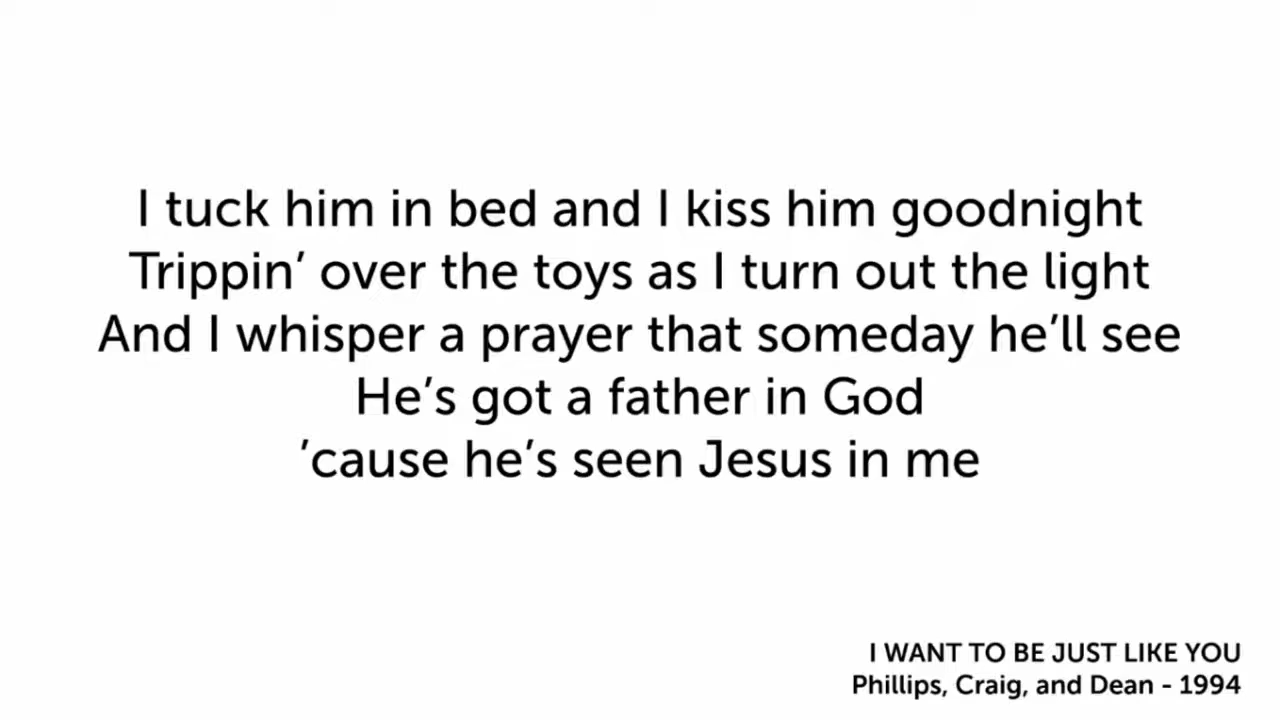 I tuck him in bed and I kiss him goodnight
Trippin’ over the toys as I turn out the light
And I whisper a prayer that someday he’ll see
He’s got a father in God
’cause he’s seen Jesus in me
I WANT TO BE JUST LIKE YOU
Phillips, Craig, and Dean - 1994